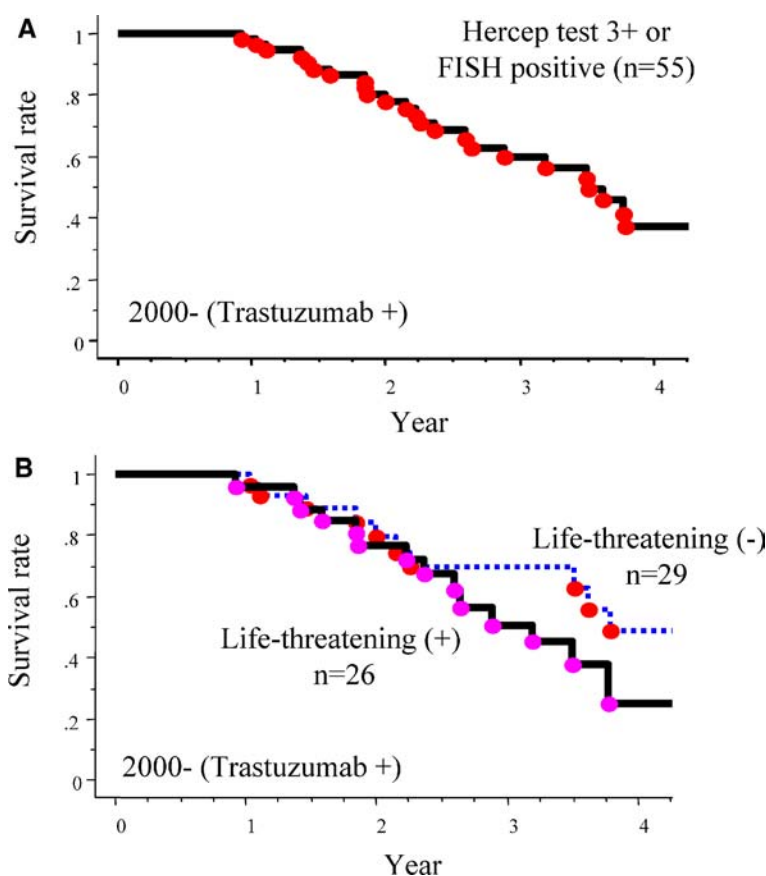 A
Hercep test 3+ or
FISH positive (n=55)
1
.8
.6
.4
.2
0
Survival rate
2000- (Trastuzumab +)
0 1 2 3 4
Year
B
1
.8
.6
.4
.2
0
Survival rate
Life-threatening (-)
n=29
Life-threatening (+)
n=26
2000- (Trastuzumab +)
0 1 2 3 4
Year